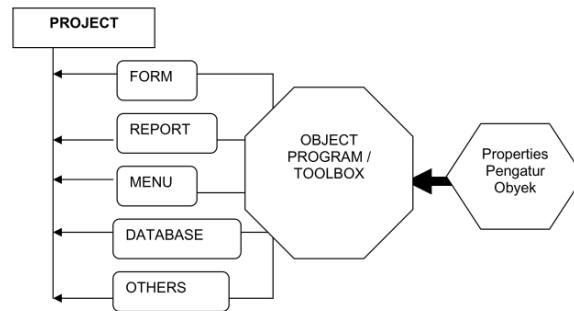 PROJECT
FORM
REPORT
MENU
DATABASE
OTHERS
OBJECT
PROGRAM /
TOOLBOX
Properties
Pengatur
Obyek